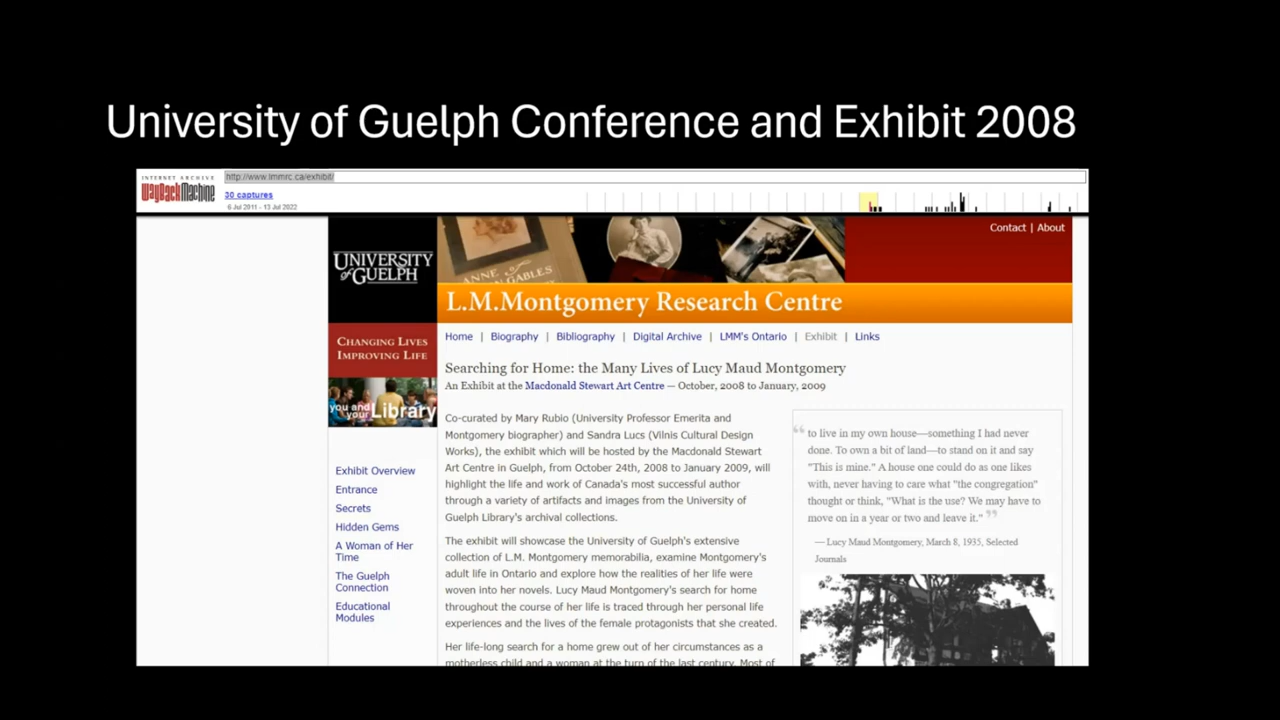 University of Guelph Conference and Exhibit 2008
INTERNET ARCHIVE
WayBackMachine
http://www.lmmrc.ca/exhibit/
30 captures
6 Jul 2011 - 13 Jul 2022
Contact | About
UNIVERSITY
of GUELPH
ANNE
GABLES
L.M.Montgomery Research Centre
CHANGING LIVES
IMPROVING LIFE
you and
your Library
Home | Biography | Bibliography | Digital Archive | LMM's Ontario | Exhibit | Links
Searching for Home: the Many Lives of Lucy Maud Montgomery
An Exhibit at the Macdonald Stewart Art Centre — October, 2008 to January, 2009
Exhibit Overview
Entrance
Secrets
Hidden Gems
A Woman of Her
Time
The Guelph
Connection
Educational
Modules
Co-curated by Mary Rubio (University Professor Emerita and
Montgomery biographer) and Sandra Lucs (Vilnis Cultural Design
Works), the exhibit which will be hosted by the Macdonald Stewart
Art Centre in Guelph, from October 24th, 2008 to January 2009, will
highlight the life and work of Canada's most successful author
through a variety of artifacts and images from the University of
Guelph Library's archival collections.
The exhibit will showcase the University of Guelph's extensive
collection of L.M. Montgomery memorabilia, examine Montgomery's
adult life in Ontario and explore how the realities of her life were
woven into her novels. Lucy Maud Montgomery's search for home
throughout the course of her life is traced through her personal life
experiences and the lives of the female protagonists that she created.
Her life-long search for a home grew out of her circumstances as a
motherless child and a woman at the turn of the last century. Most of
“ to live in my own house—something I had never
done. To own a bit of land—to stand on it and say
"This is mine." A house one could do as one likes
with, never having to care what "the congregation"
thought or think, "What is the use? We may have to
move on in a year or two and leave it." ”
— Lucy Maud Montgomery, March 8, 1935, Selected
Journals